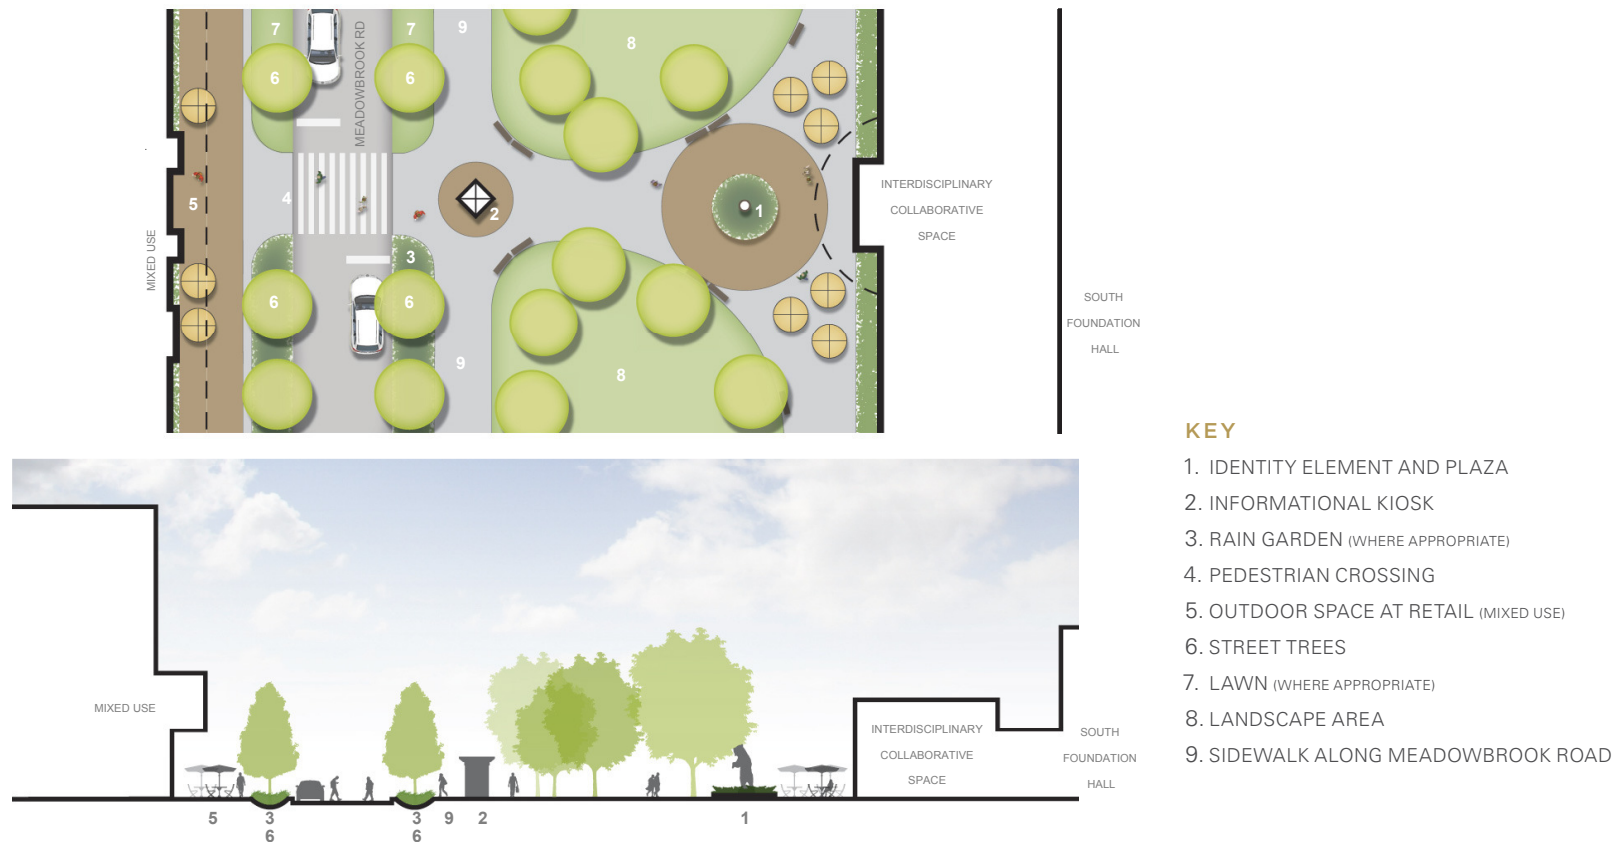 7
7
9
8
6
6
MEADOWBROOK RD
4
5
2
1
3
6
6
9
8
MIXED USE
INTERDISCIPLINARY
COLLABORATIVE
SPACE
SOUTH
FOUNDATION
HALL
MIXED USE
INTERDISCIPLINARY
COLLABORATIVE
SPACE
SOUTH
FOUNDATION
HALL
5
3
6
3
6
9
2
1
KEY
1. IDENTITY ELEMENT AND PLAZA
2. INFORMATIONAL KIOSK
3. RAIN GARDEN (WHERE APPROPRIATE)
4. PEDESTRIAN CROSSING
5. OUTDOOR SPACE AT RETAIL (MIXED USE)
6. STREET TREES
7. LAWN (WHERE APPROPRIATE)
8. LANDSCAPE AREA
9. SIDEWALK ALONG MEADOWBROOK ROAD